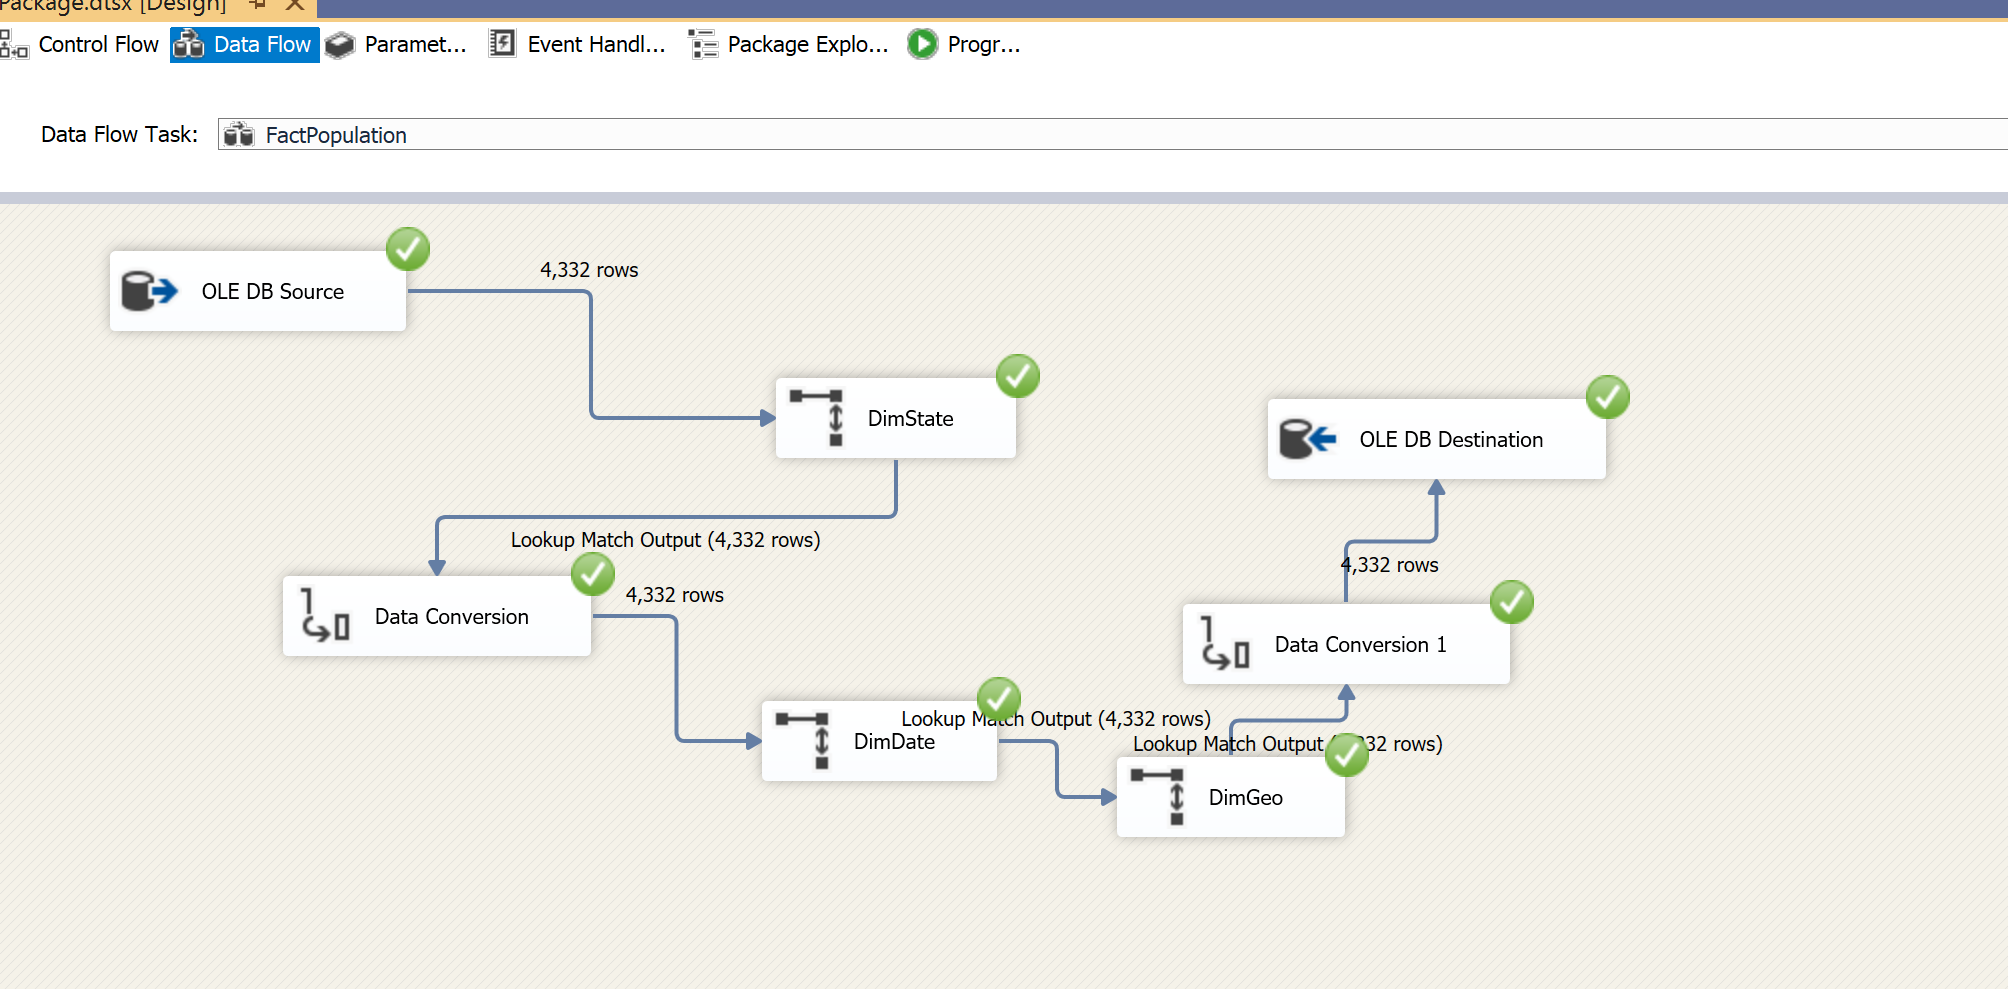 Package.dtsx [Design]
Control Flow Data Flow Paramet... Event Handl... Package Explo... Progr...
Data Flow Task: FactPopulation
OLE DB Source
4,332 rows
DimState
Lookup Match Output (4,332 rows)
Data Conversion
4,332 rows
DimDate
Lookup Match Output (4,332 rows)
DimGeo
Lookup Match Output (4,332 rows)
Data Conversion 1
4,332 rows
OLE DB Destination